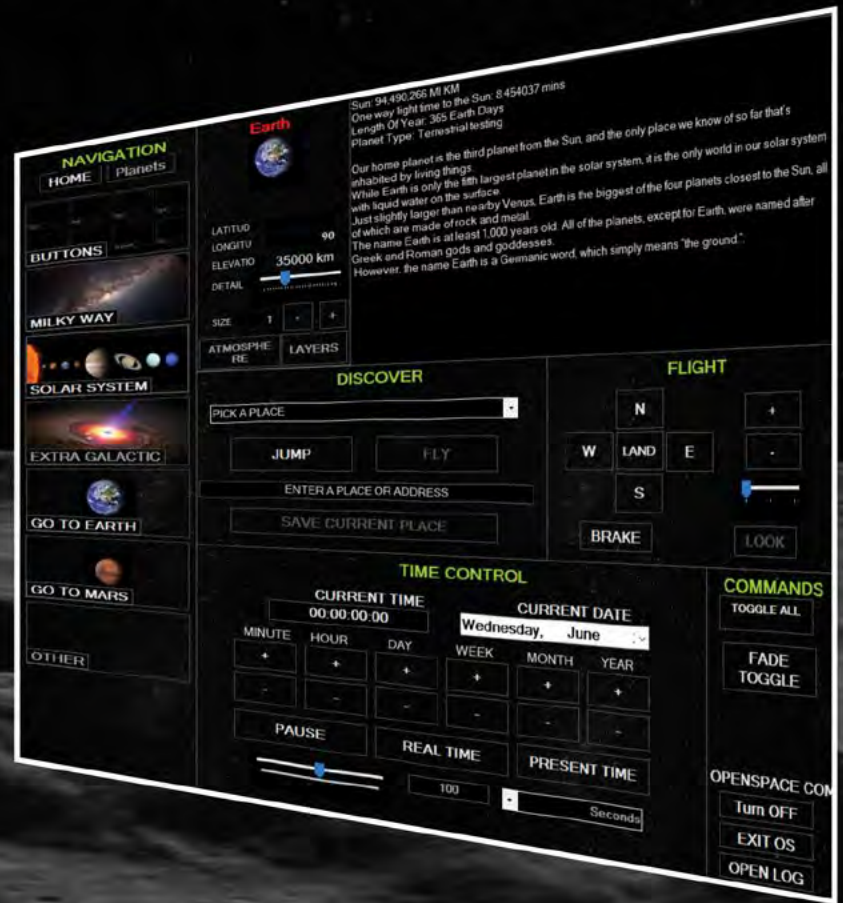 NAVIGATION
HOME
Planets
BUTTONS
MILKY WAY
SOLAR SYSTEM
EXTRA GALACTIC
GO TO EARTH
GO TO MARS
OTHER
Earth
LATITUD
LONGITU
90
ELEVATIO
35000 km
DETAIL
SIZE
1
-
+
ATMOSPHE
RE
LAYERS
Sun: 94,490,266 MI KM
One way light time to the Sun: 8.454037 mins
Length Of Year: 365 Earth Days
Planet Type: Terrestrial testing
Our home planet is the third planet from the Sun, and the only place we know of so far that's
inhabited by living things.
While Earth is only the fifth largest planet in the solar system, it is the only world in our solar system
with liquid water on the surface.
Just slightly larger than nearby Venus, Earth is the biggest of the four planets closest to the Sun, all
of which are made of rock and metal.
The name Earth is at least 1,000 years old. All of the planets, except for Earth, were named after
Greek and Roman gods and goddesses.
However, the name Earth is a Germanic word, which simply means "the ground.":
DISCOVER
PICK A PLACE
JUMP
FLY
ENTER A PLACE OR ADDRESS
SAVE CURRENT PLACE
FLIGHT
N
+
W
LAND
E
-
S
BRAKE
LOOK
TIME CONTROL
CURRENT TIME
00:00:00:00
CURRENT DATE
Wednesday, June
MINUTE
HOUR
DAY
WEEK
MONTH
YEAR
+
+
+
+
+
+
-
-
-
-
-
-
PAUSE
REAL TIME
PRESENT TIME
100
Seconds
COMMANDS
TOGGLE ALL
FADE
TOGGLE
OPENSPACE COM
Turn OFF
EXIT OS
OPEN LOG